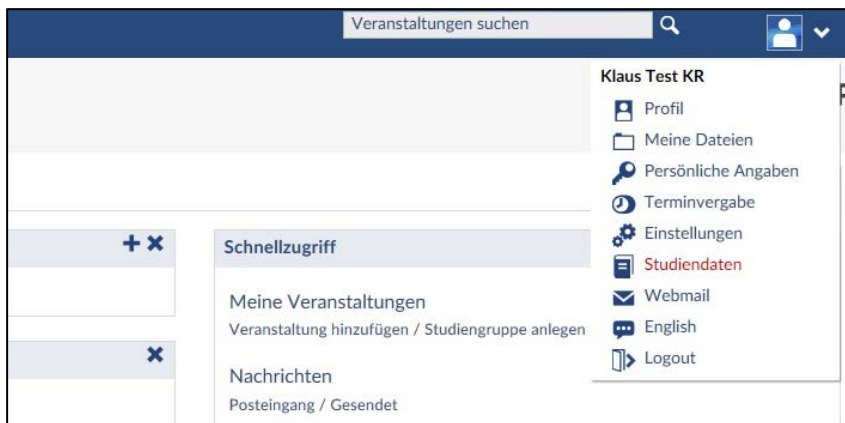 Veranstaltungen suchen
Klaus Test KR
Profil
Meine Dateien
Persönliche Angaben
Terminvergabe
Einstellungen
Studiendaten
Webmail
English
Logout
Schnellzugriff
Meine Veranstaltungen
Veranstaltung hinzufügen / Studiengruppe anlegen
Nachrichten
Posteingang / Gesendet